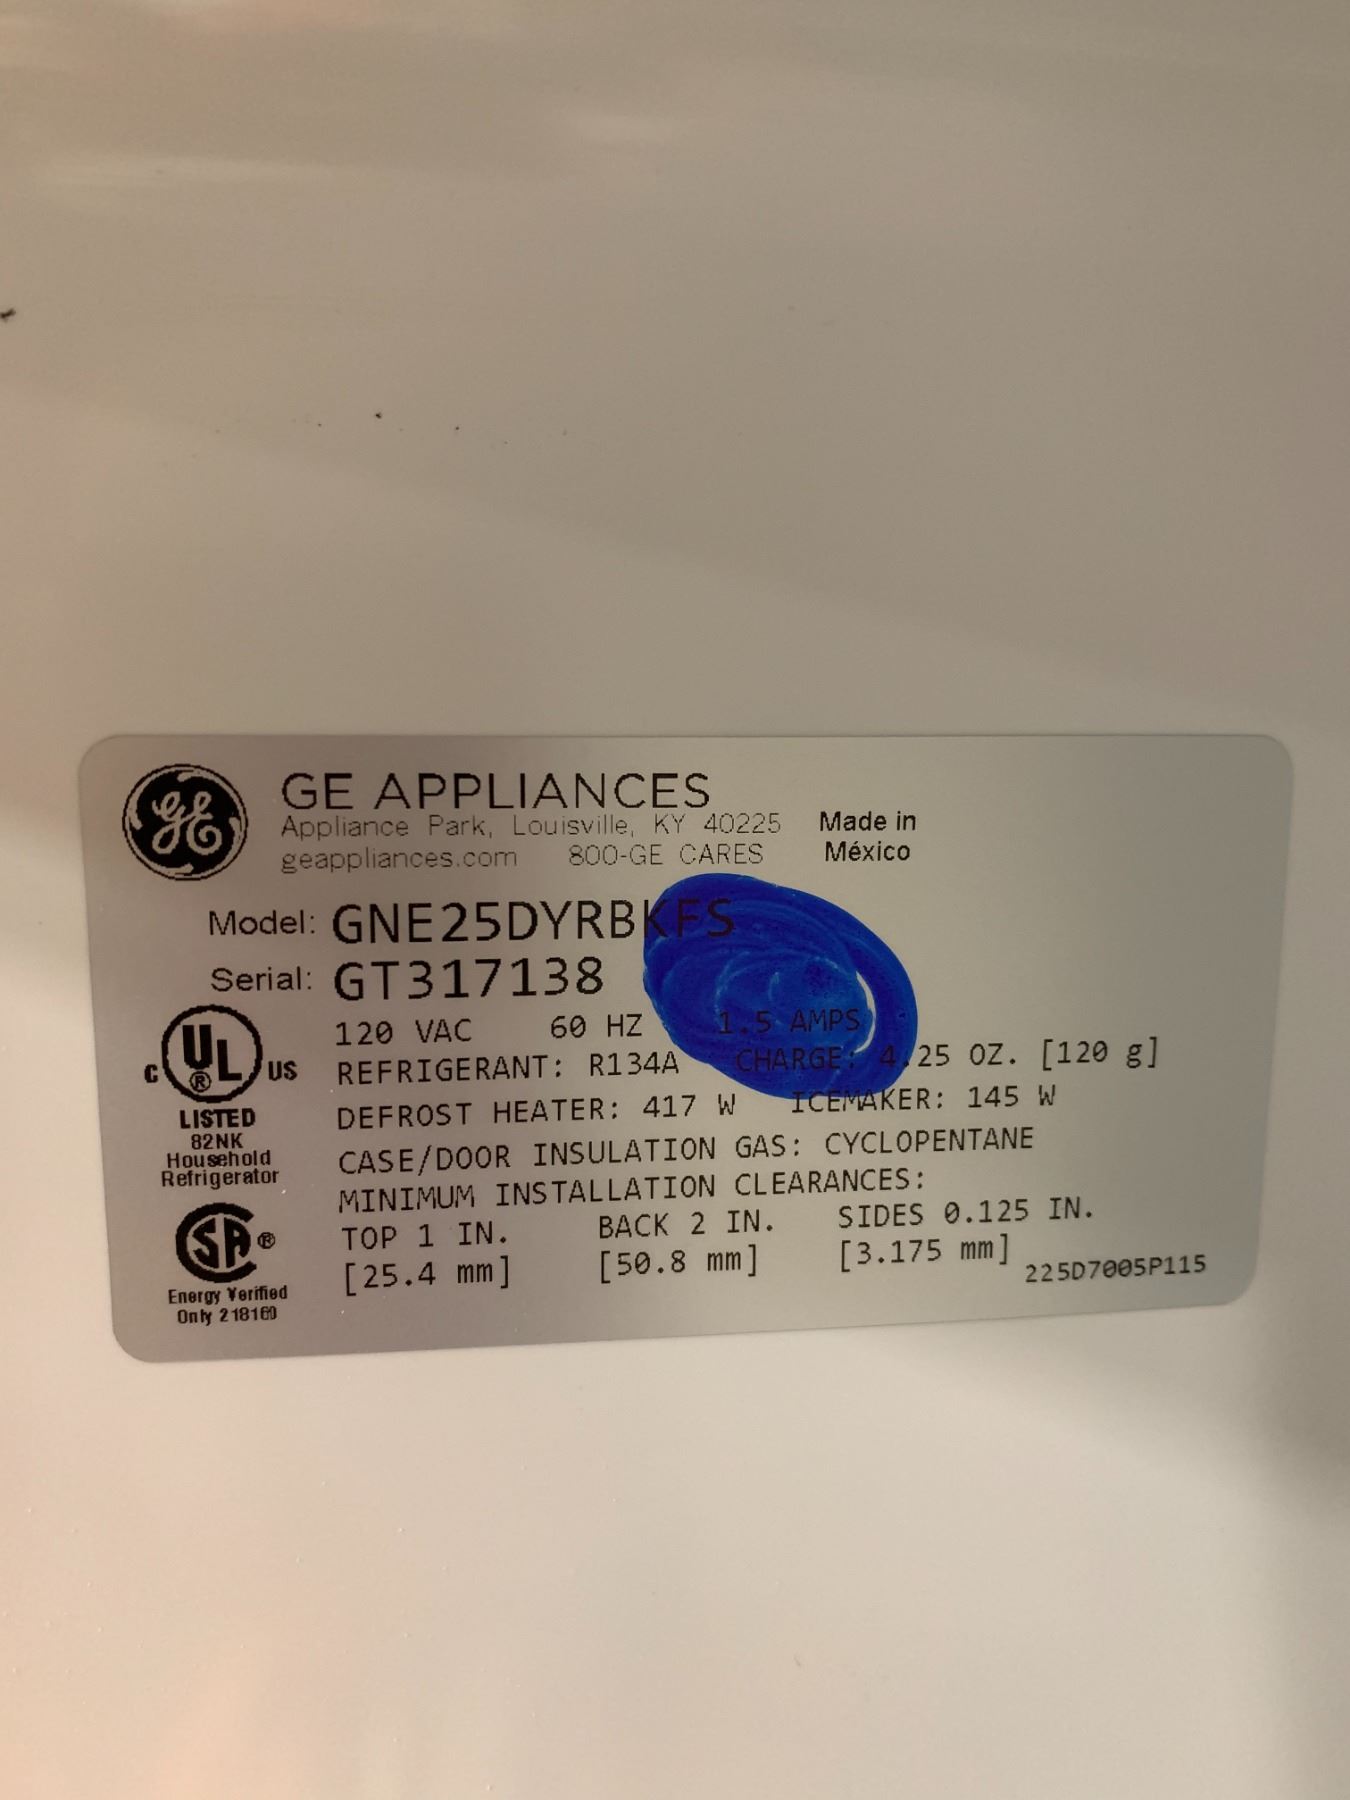 GE
GE APPLIANCES
Appliance Park, Louisville, KY 40225
geappliances.com 800-GE CARES
Made in
México
Model: GNE25DYRBKFS
Serial: GT317138
120 VAC 60 HZ 1.5 AMPS
REFRIGERANT: R134A CHARGE: 4.25 OZ. [120 g]
DEFROST HEATER: 417 W ICEMAKER: 145 W
CASE/DOOR INSULATION GAS: CYCLOPENTANE
MINIMUM INSTALLATION CLEARANCES:
TOP 1 IN. BACK 2 IN. SIDES 0.125 IN.
[25.4 mm] [50.8 mm] [3.175 mm]
225D7005P115
C UL® US
LISTED
82NK
Household
Refrigerator
SA®
Energy Verified
Only 218169